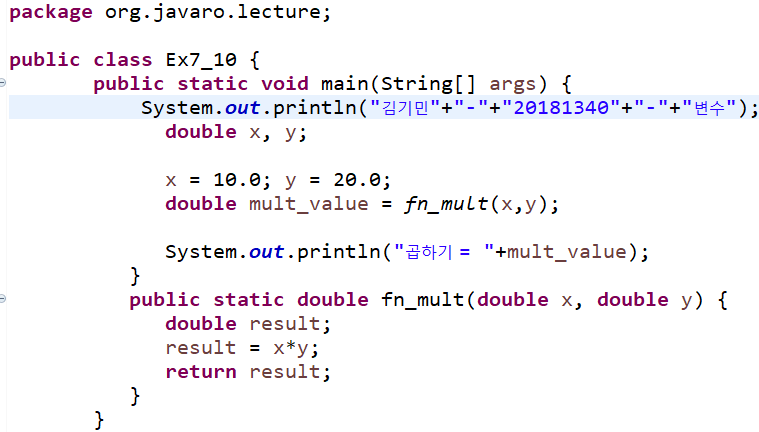 package org.javaro.lecture;
public class Ex7_10 {
public static void main(String[] args) {
System.out.println("김기민"+"-"+"20181340"+"-"+"변수");
double x, y;
x = 10.0; y = 20.0;
double mult_value = fn_mult(x,y);
System.out.println("곱하기 = "+mult_value);
}
public static double fn_mult(double x, double y) {
double result;
result = x*y;
return result;
}
}